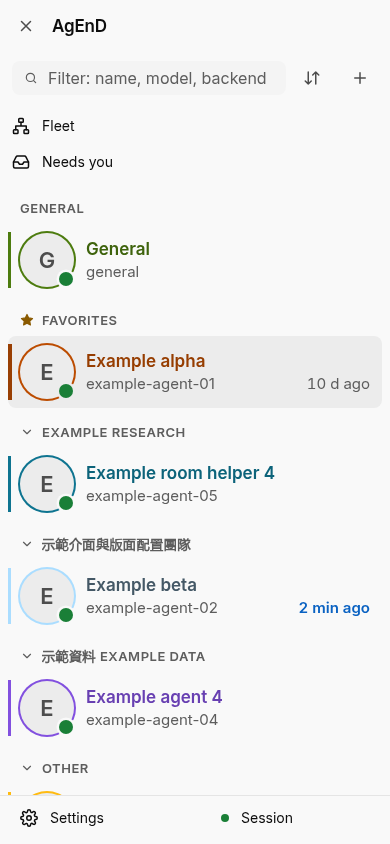 AgEnD
Filter: name, model, backend
Fleet
Needs you
GENERAL
G
General
general
FAVORITES
E
Example alpha
example-agent-01
10 d ago
EXAMPLE RESEARCH
E
Example room helper 4
example-agent-05
示範介面與版面配置團隊
E
Example beta
example-agent-02
2 min ago
示範資料 EXAMPLE DATA
E
Example agent 4
example-agent-04
OTHER
Settings
Session